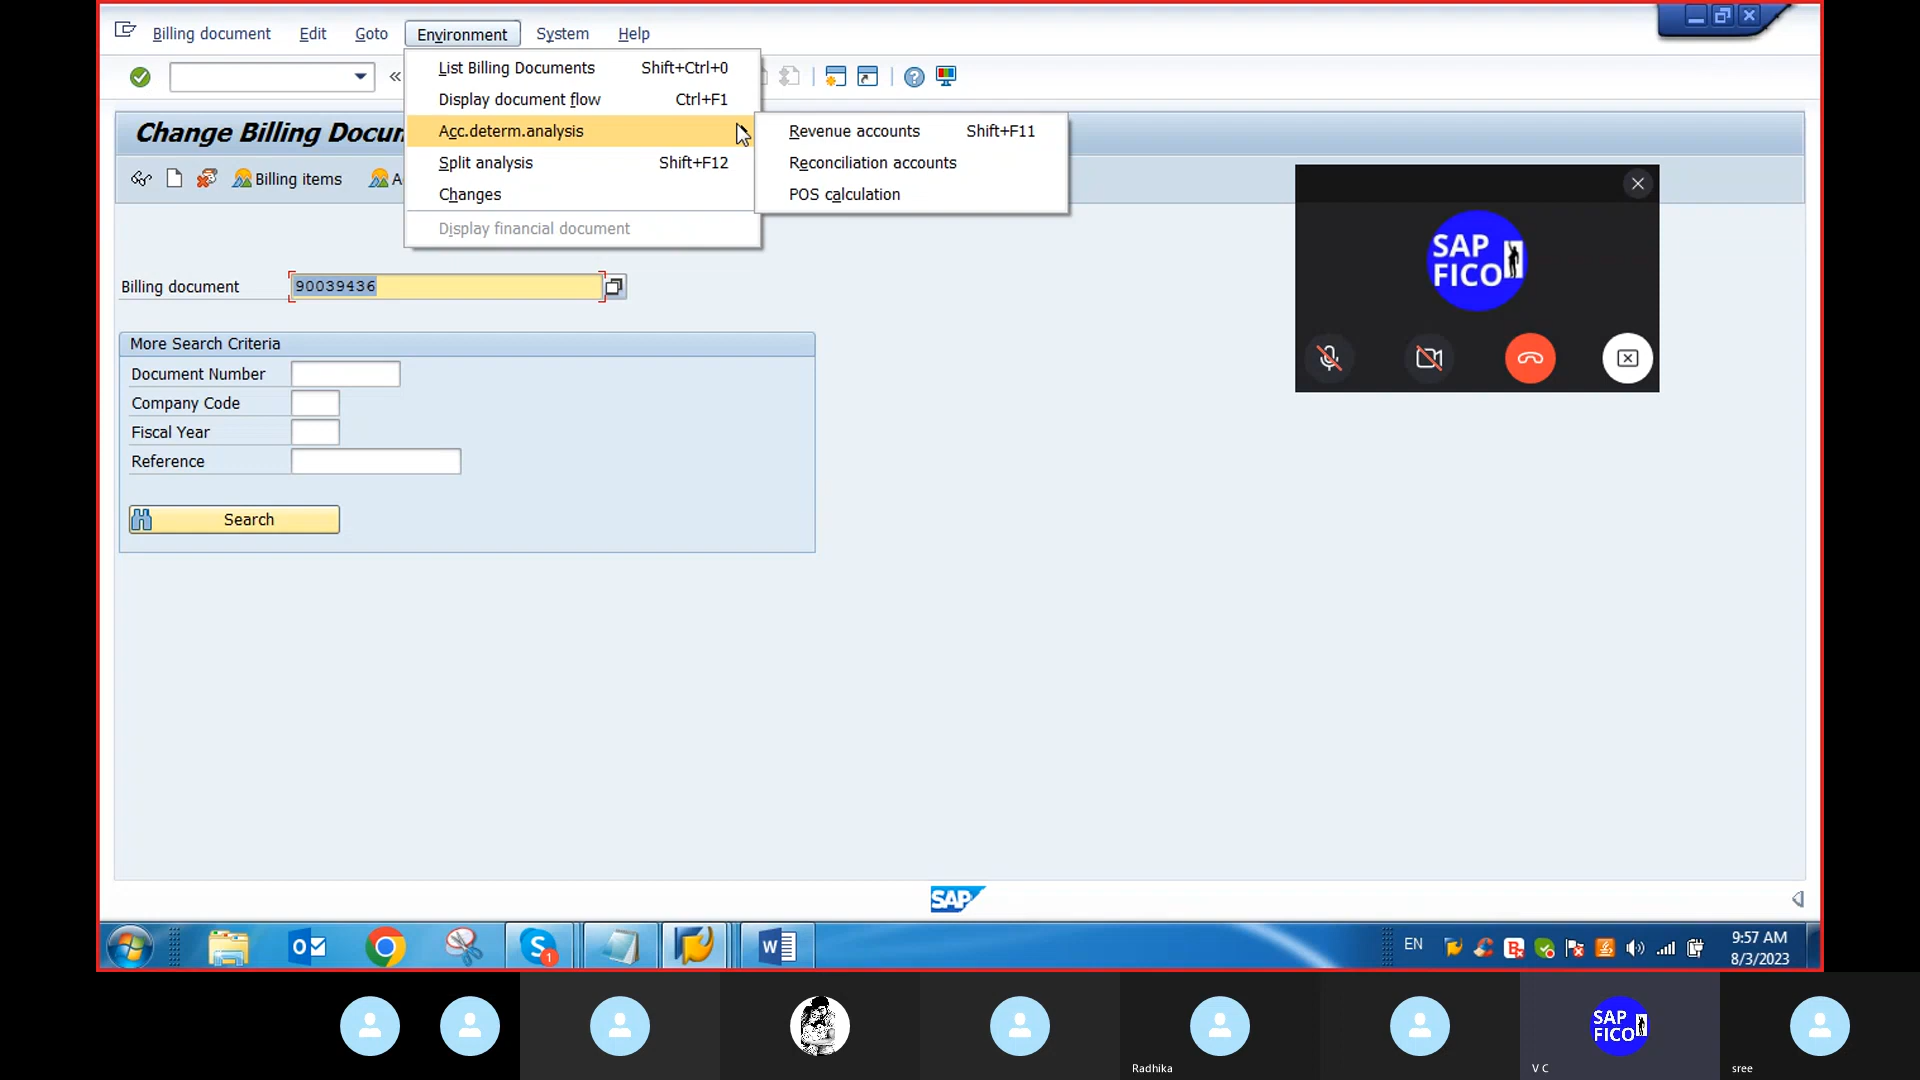 Billing document Edit Goto Environment System Help
List Billing Documents Shift+Ctrl+0
Display document flow Ctrl+F1
Acc.determ.analysis
Split analysis Shift+F12
Changes
Display financial document
Revenue accounts Shift+F11
Reconciliation accounts
POS calculation
Change Billing Docum
Billing items A
Billing document 90039436
More Search Criteria
Document Number
Company Code
Fiscal Year
Reference
Search
SAP
FICO
SAP
EN
9:57 AM
8/3/2023
1
SAP
FICO
Radhika
V C
sree